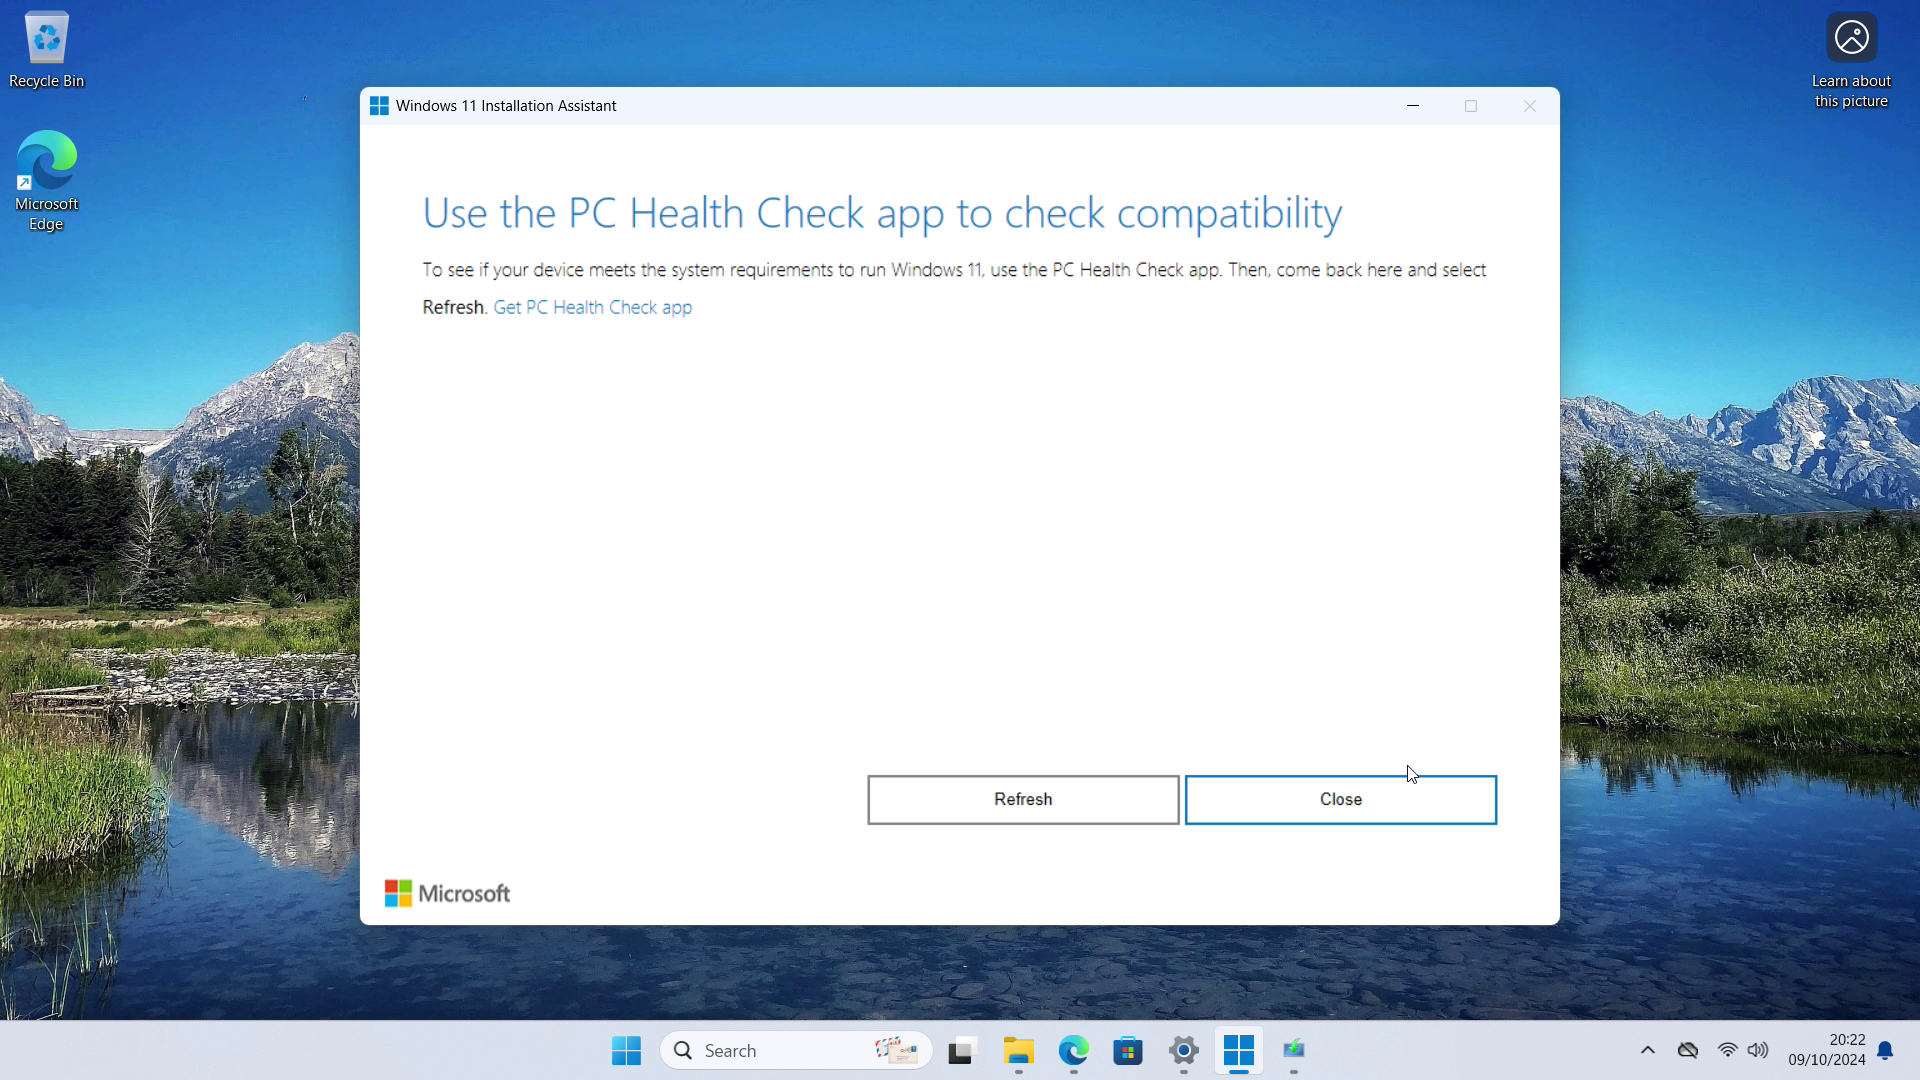 Recycle Bin
Microsoft
Edge
Learn about
this picture
Windows 11 Installation Assistant
Use the PC Health Check app to check compatibility
To see if your device meets the system requirements to run Windows 11, use the PC Health Check app. Then, come back here and select
Refresh. Get PC Health Check app
Refresh
Close
Microsoft
Search
20:22
09/10/2024